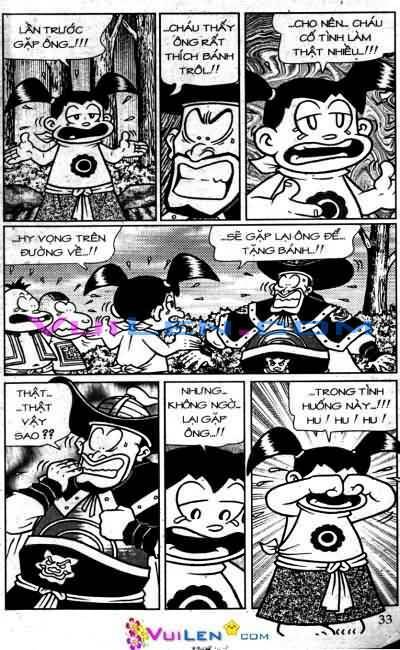 LẦN TRƯỚC
GẶP ÔNG...!!!
...CHÁU THẤY
ÔNG RẤT
THÍCH BÁNH
TRÔI..!!
...CHO NÊN.. CHÁU
CỐ TÌNH LÀM
THẬT NHIỀU..!!!
...HY VỌNG TRÊN
ĐƯỜNG VỀ..!!
...SẼ GẶP LẠI ÔNG ĐỂ...
TẶNG BÁNH..!!
VUILEN.COM
THẬT...
...THẬT
VẬY
SAO??
NHƯNG...
KHÔNG NGỜ...
LẠI GẶP
ÔNG...!!
...TRONG TÌNH
HUỐNG NÀY...!!!
HU! HU! HU!
33
VUILEN.COM